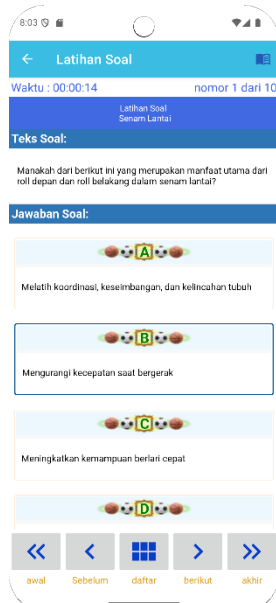 8:03
Latihan Soal
Waktu : 00:00:14
nomor 1 dari 10
Latihan Soal
Senam Lantai
Teks Soal:
Manakah dari berikut ini yang merupakan manfaat utama dari
roll depan dan roll belakang dalam senam lantai?
Jawaban Soal:
A
Melatih koordinasi, keseimbangan, dan kelincahan tubuh
B
Mengurangi kecepatan saat bergerak
C
Meningkatkan kemampuan berlari cepat
D
awal
Sebelum
daftar
berikut
akhir